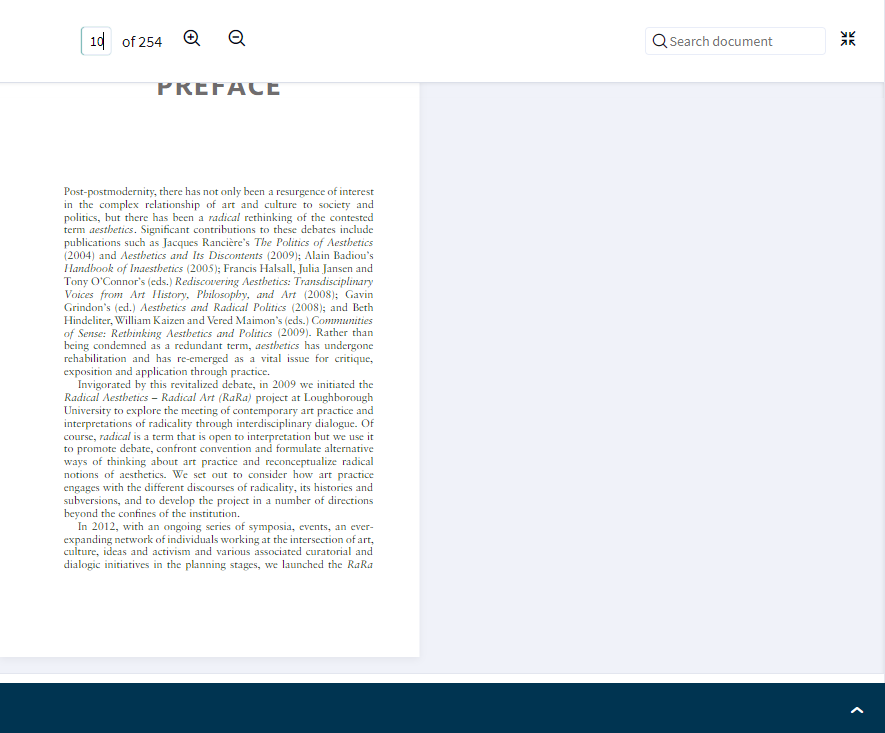 10 of 254 Search document
PREFACE
Post-postmodernity, there has not only been a resurgence of interest
in the complex relationship of art and culture to society and
politics, but there has been a radical rethinking of the contested
term aesthetics. Significant contributions to these debates include
publications such as Jacques Rancière's The Politics of Aesthetics
(2004) and Aesthetics and Its Discontents (2009); Alain Badiou's
Handbook of Inaesthetics (2005); Francis Halsall, Julia Jansen and
Tony O'Connor's (eds.) Rediscovering Aesthetics: Transdisciplinary
Voices from Art History, Philosophy, and Art (2008); Gavin
Grindon's (ed.) Aesthetics and Radical Politics (2008); and Beth
Hindeliter, William Kaizen and Vered Maimon's (eds.) Communities
of Sense: Rethinking Aesthetics and Politics (2009). Rather than
being condemned as a redundant term, aesthetics has undergone
rehabilitation and has re-emerged as a vital issue for critique,
exposition and application through practice.
Invigorated by this revitalized debate, in 2009 we initiated the
Radical Aesthetics – Radical Art (RaRa) project at Loughborough
University to explore the meeting of contemporary art practice and
interpretations of radicality through interdisciplinary dialogue. Of
course, radical is a term that is open to interpretation but we use it
to promote debate, confront convention and formulate alternative
ways of thinking about art practice and reconceptualize radical
notions of aesthetics. We set out to consider how art practice
engages with the different discourses of radicality, its histories and
subversions, and to develop the project in a number of directions
beyond the confines of the institution.
In 2012, with an ongoing series of symposia, events, an ever-
expanding network of individuals working at the intersection of art,
culture, ideas and activism and various associated curatorial and
dialogic initiatives in the planning stages, we launched the RaRa